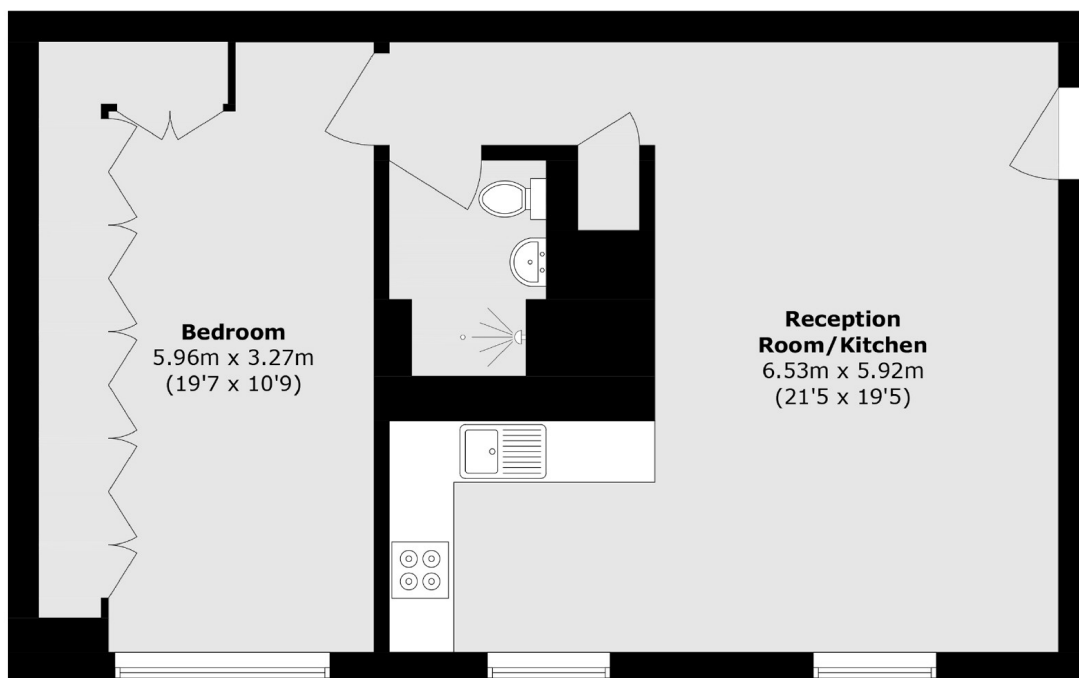 Bedroom
5.96m x 3.27m
(19'7 x 10'9)
Reception
Room/Kitchen
6.53m x 5.92m
(21'5 x 19'5)